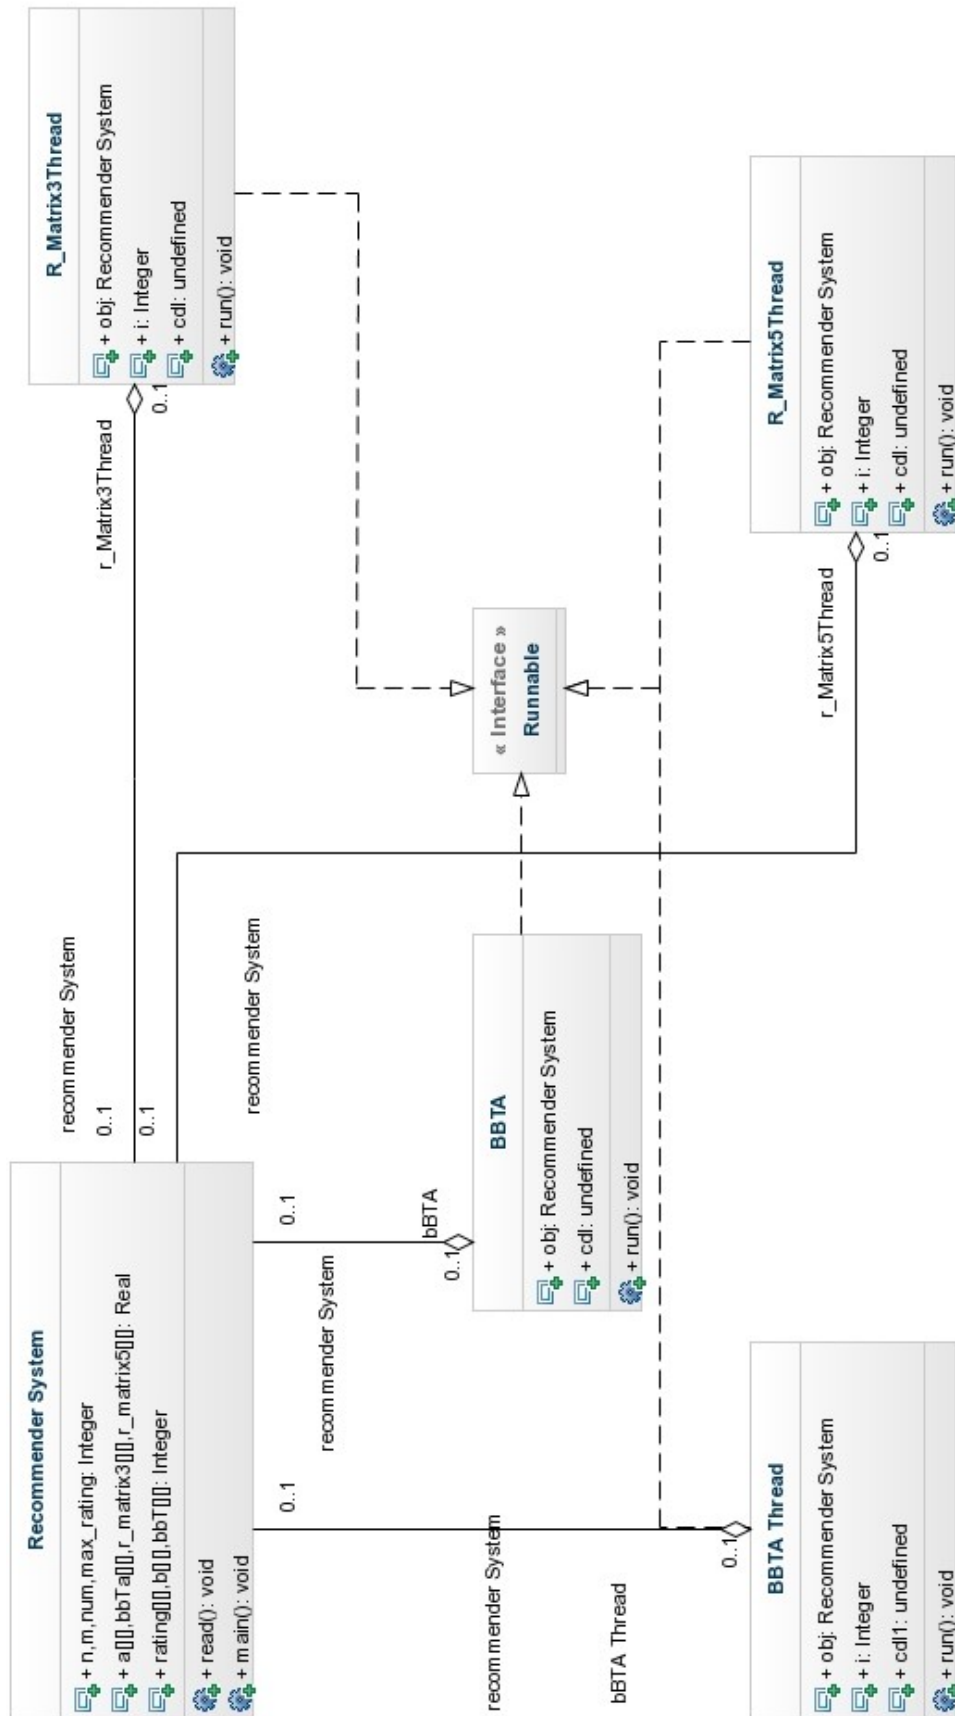 Recommender System
+ n,m,num,max_rating: Integer
+ a[][],bbTa[][],r_matrix3[][],r_matrix5[][]: Real
+ rating[][],b[][],bbT[][]: Integer
+ read(): void
+ main(): void
recommender System
0..1
0..1
r_Matrix3Thread
0..1
R_Matrix3Thread
+ obj: Recommender System
+ i: Integer
+ cdl: undefined
+ run(): void
recommender System
0..1
bBTA
0..1
recommender System
BBTA
+ obj: Recommender System
+ cdl: undefined
+ run(): void
« Interface »
Runnable
0..1
recommender System
bBTA Thread
0..1
BBTA Thread
+ obj: Recommender System
+ i: Integer
+ cdl1: undefined
+ run(): void
r_Matrix5Thread
0..1
R_Matrix5Thread
+ obj: Recommender System
+ i: Integer
+ cdl: undefined
+ run(): void